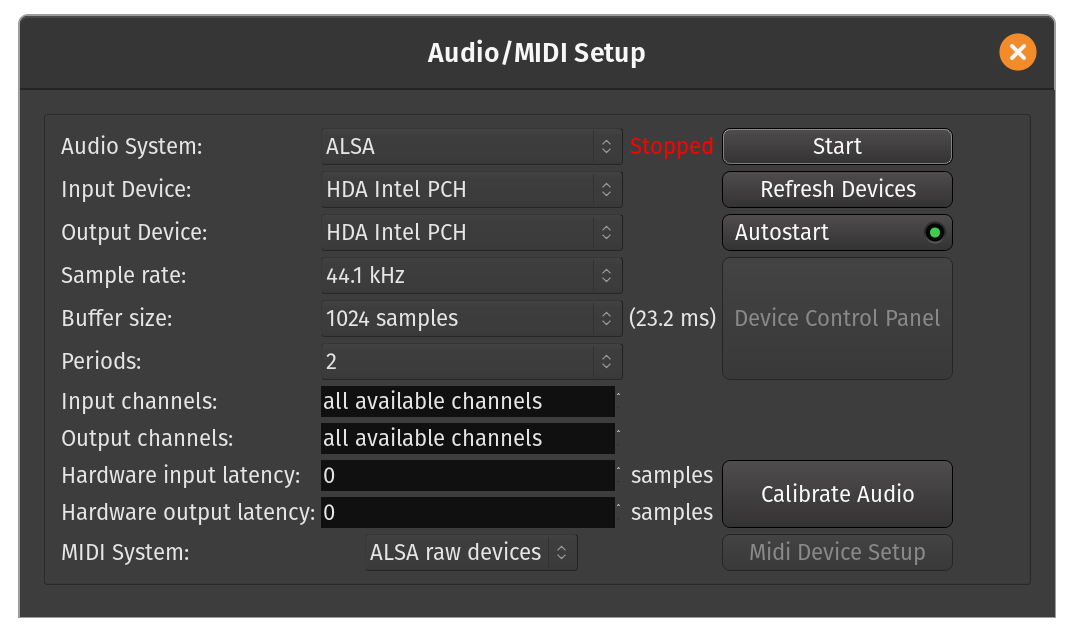 Audio/MIDI Setup
Audio System: ALSA Stopped Start
Input Device: HDA Intel PCH Refresh Devices
Output Device: HDA Intel PCH Autostart
Sample rate: 44.1 kHz
Buffer size: 1024 samples (23.2 ms) Device Control Panel
Periods: 2
Input channels: all available channels
Output channels: all available channels
Hardware input latency: 0 samples Calibrate Audio
Hardware output latency: 0 samples
MIDI System: ALSA raw devices Midi Device Setup